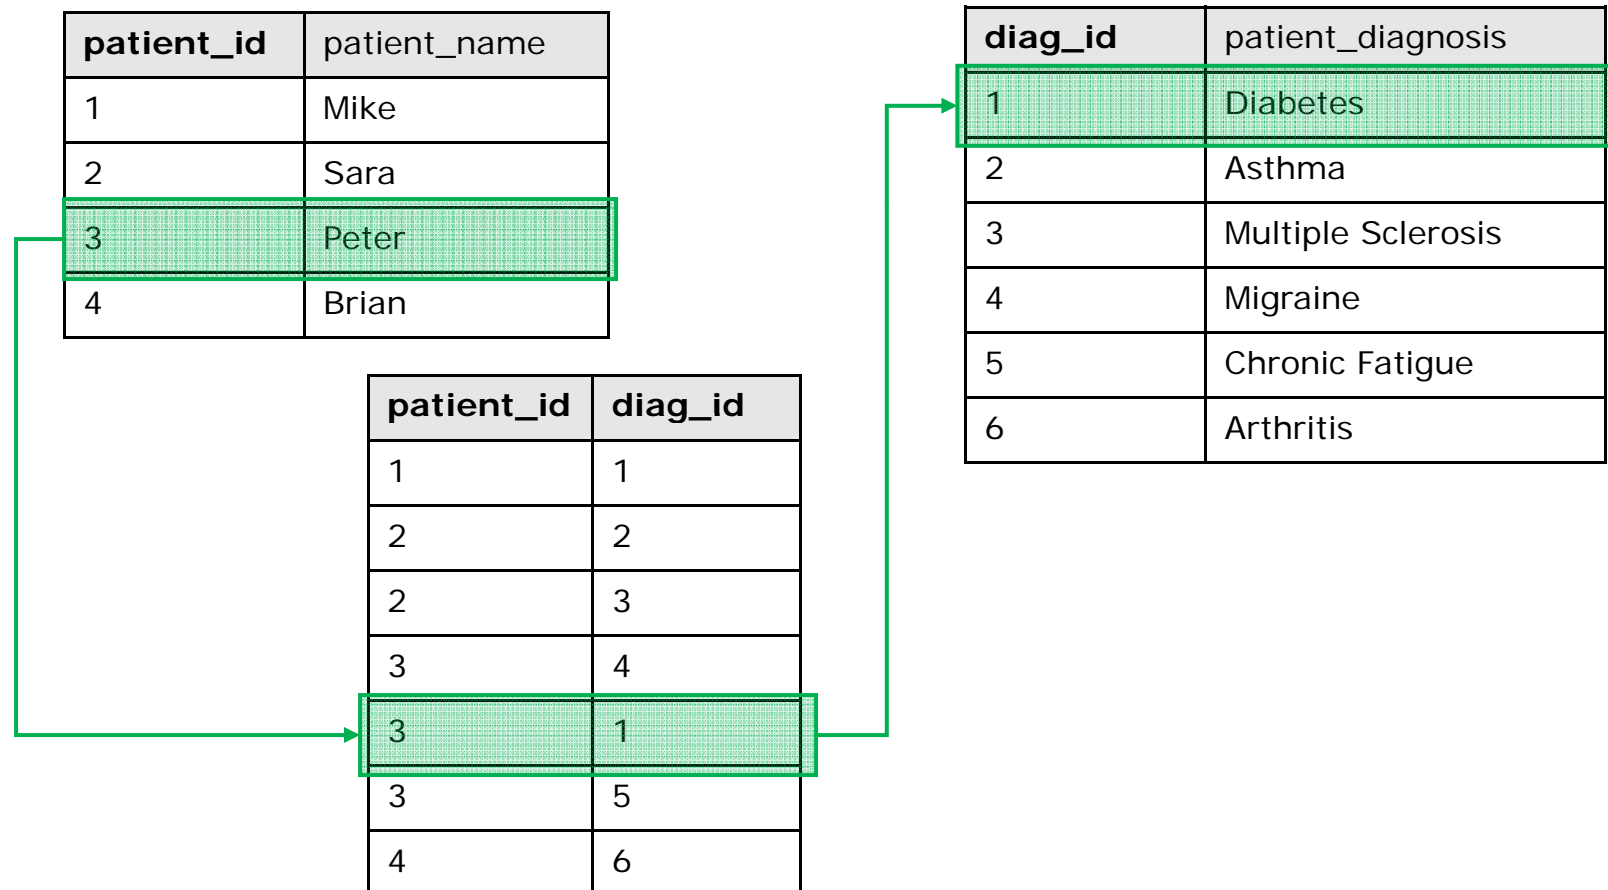 patient_id patient_name
1 Mike
2 Sara
3 Peter
4 Brian
diag_id patient_diagnosis
1 Diabetes
2 Asthma
3 Multiple Sclerosis
4 Migraine
5 Chronic Fatigue
6 Arthritis
patient_id diag_id
1 1
2 2
2 3
3 4
3 1
3 5
4 6